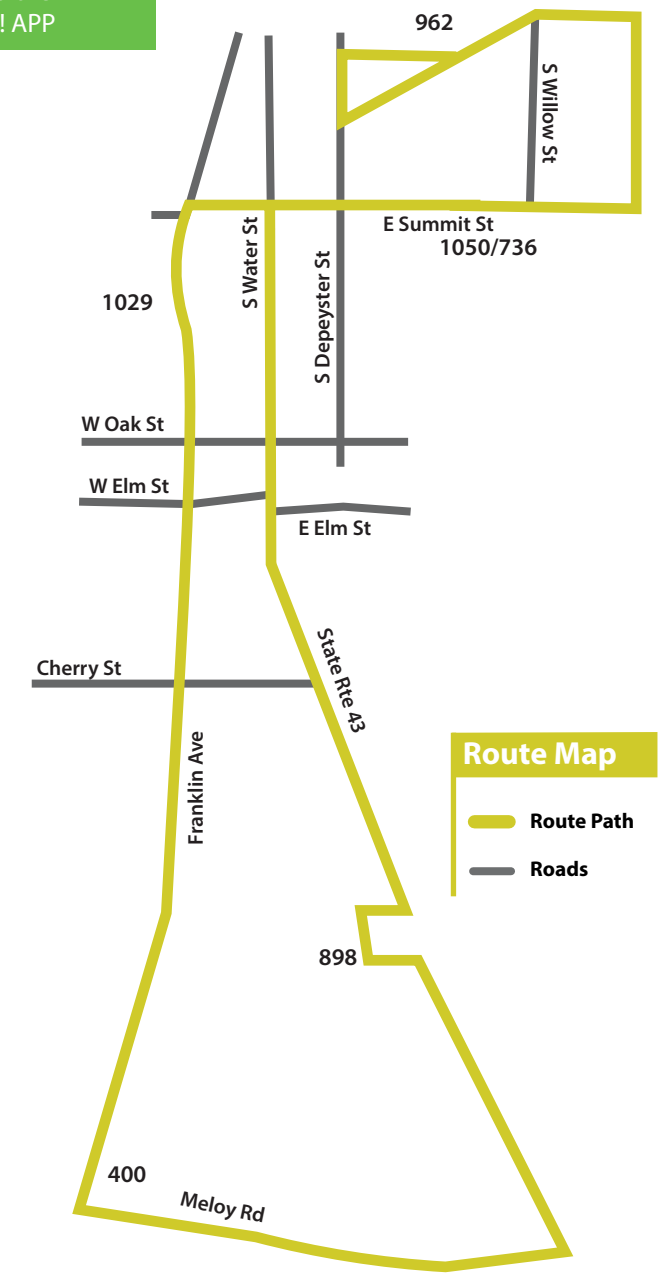 ! APP
962
S Willow St
E Summit St
1050/736
S Water St
S Depeyster St
1029
W Oak St
W Elm St
E Elm St
State Rte 43
Cherry St
Franklin Ave
Route Map
Route Path
Roads
898
400
Meloy Rd